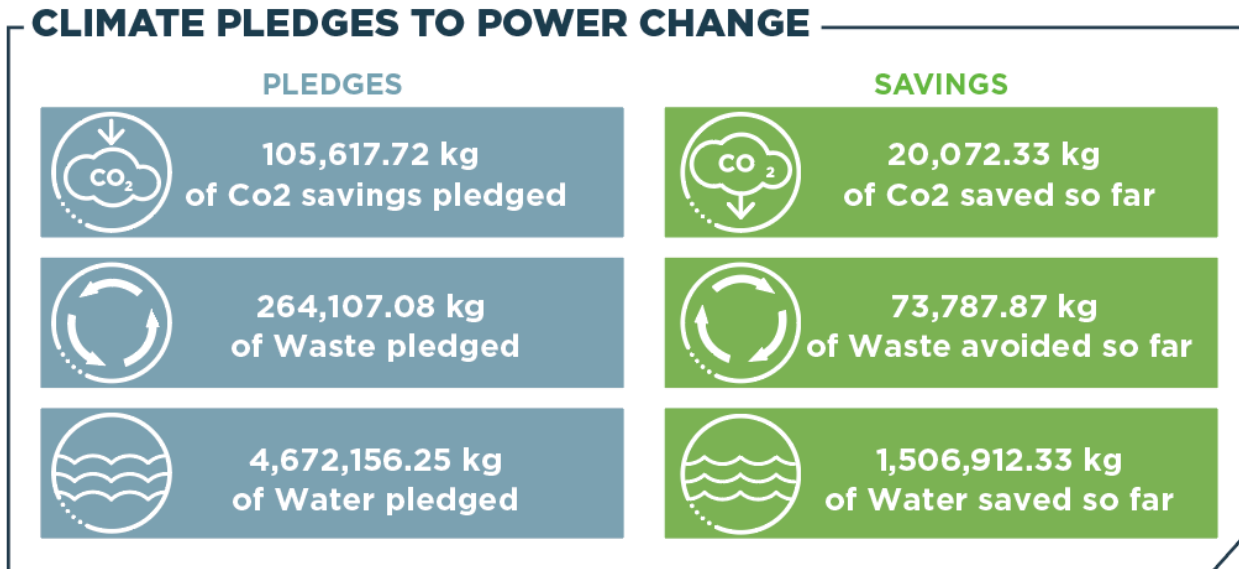 CLIMATE PLEDGES TO POWER CHANGE
PLEDGES
CO2
105,617.72 kg
of Co2 savings pledged
264,107.08 kg
of Waste pledged
4,672,156.25 kg
of Water pledged
SAVINGS
CO 2
20,072.33 kg
of Co2 saved so far
73,787.87 kg
of Waste avoided so far
1,506,912.33 kg
of Water saved so far